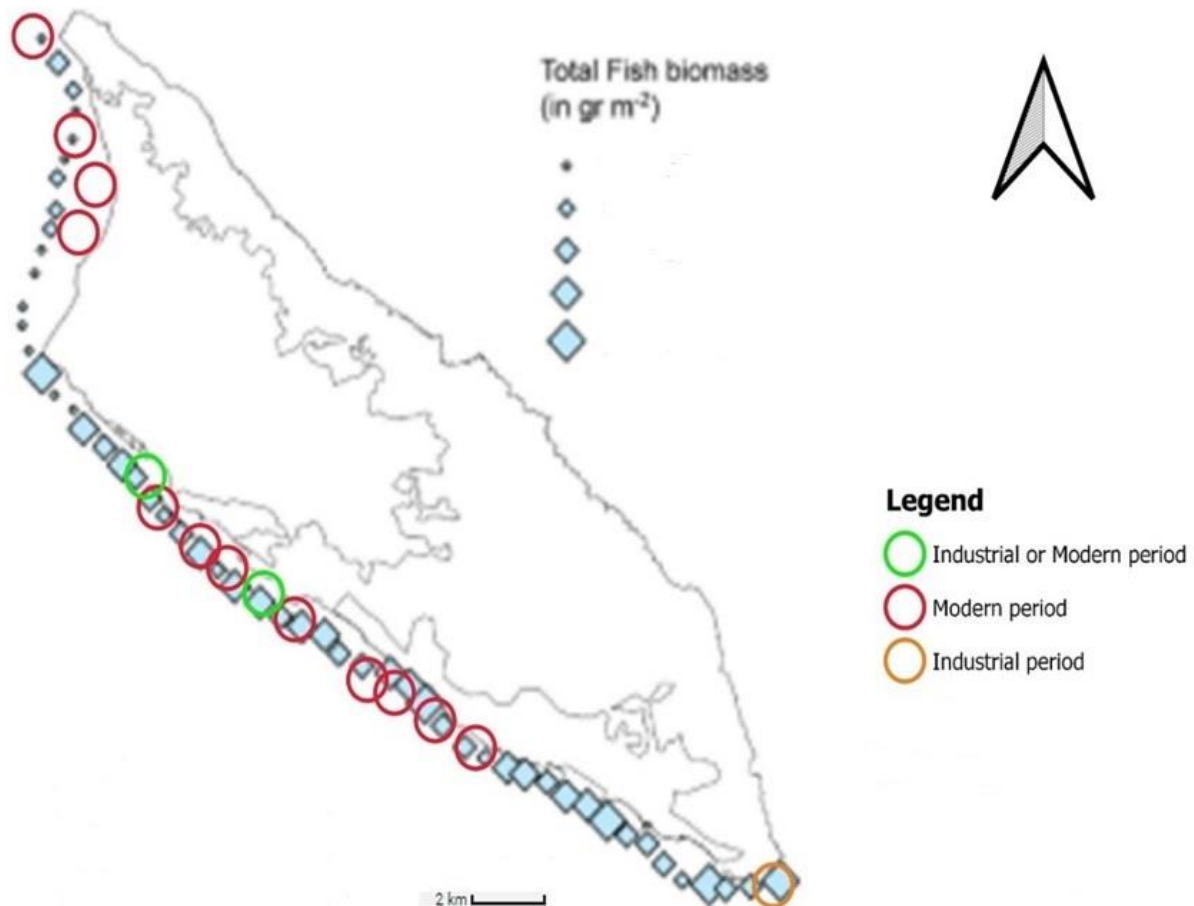 Total Fish biomass
(in gr m⁻²)
Legend
Industrial or Modern period
Modern period
Industrial period
2 km